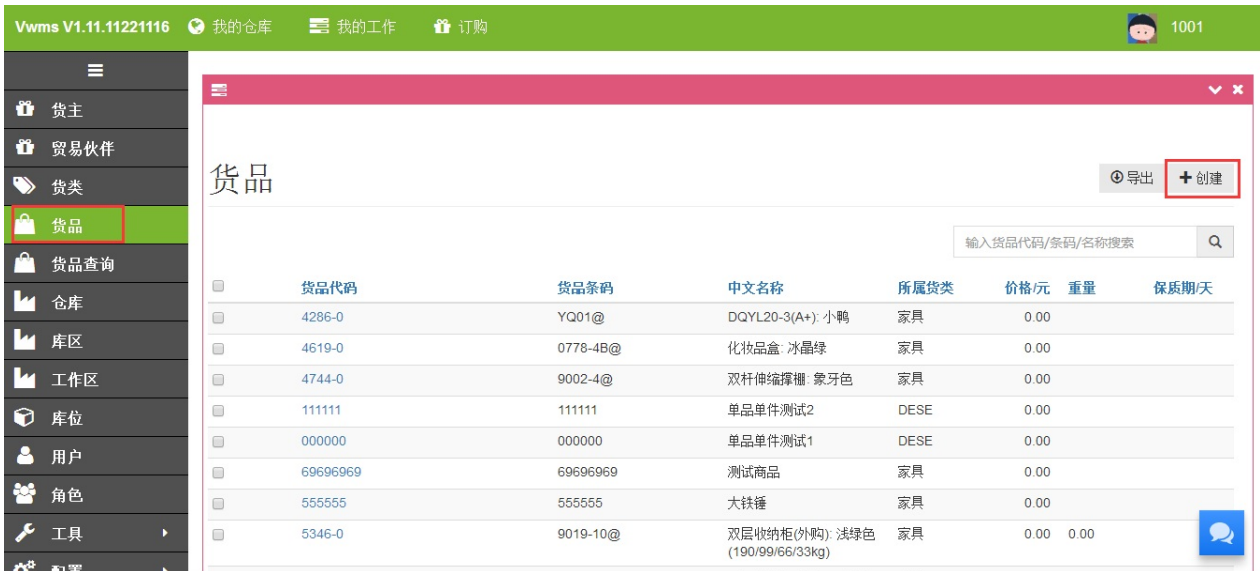 Vwms V1.11.11221116 我的仓库 我的工作 订购 1001
货主
贸易伙伴
货类
货品
货品查询
仓库
库区
工作区
库位
用户
角色
工具
配置
货品
导出 创建
输入货品代码/条码/名称搜索
货品代码 货品条码 中文名称 所属货类 价格/元 重量 保质期/天
4286-0 YQ01@ DQYL20-3(A+): 小鸭 家具 0.00
4619-0 0778-4B@ 化妆品盒: 冰晶绿 家具 0.00
4744-0 9002-4@ 双杆伸缩撑棚: 象牙色 家具 0.00
111111 111111 单品单件测试2 DESE 0.00
000000 000000 单品单件测试1 DESE 0.00
69696969 69696969 测试商品 家具 0.00
555555 555555 大铁锤 家具 0.00
5346-0 9019-10@ 双层收纳柜(外购): 浅绿色 家具 0.00 0.00
(190/99/66/33kg)